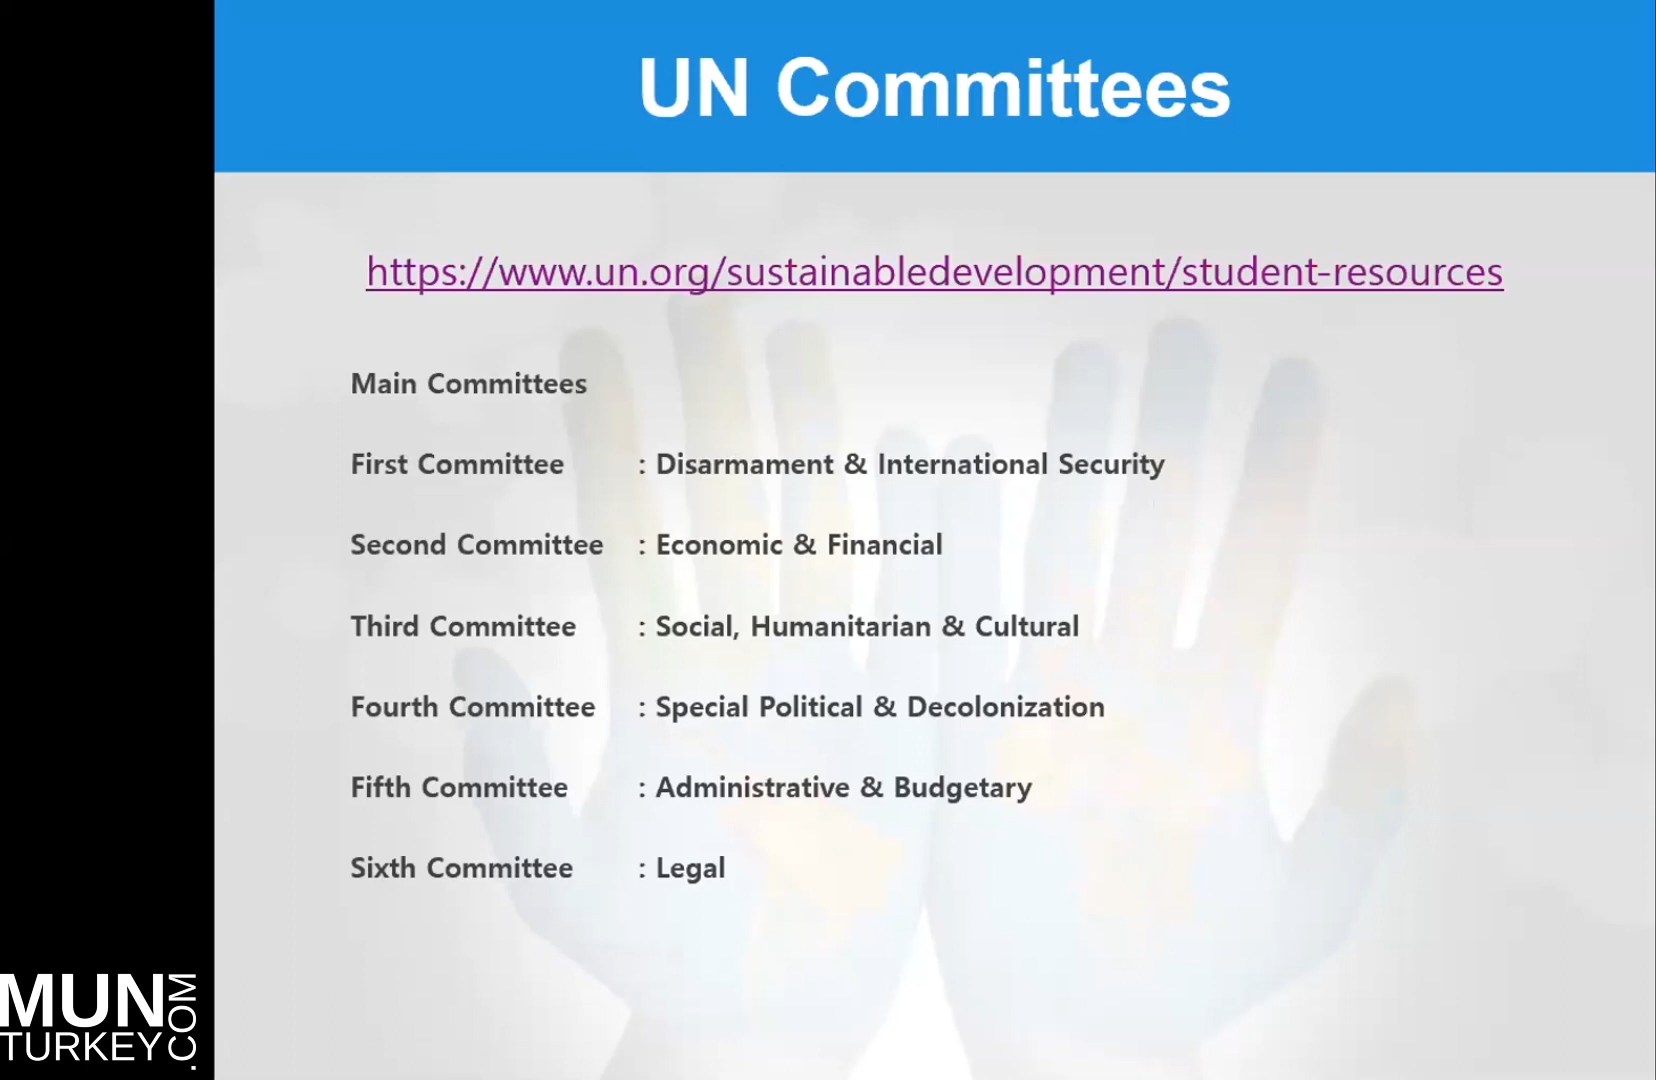 UN Committees
https://www.un.org/sustainabledevelopment/student-resources
Main Committees
First Committee : Disarmament & International Security
Second Committee : Economic & Financial
Third Committee : Social, Humanitarian & Cultural
Fourth Committee : Special Political & Decolonization
Fifth Committee : Administrative & Budgetary
Sixth Committee : Legal
MUN
TURKEY
.COM